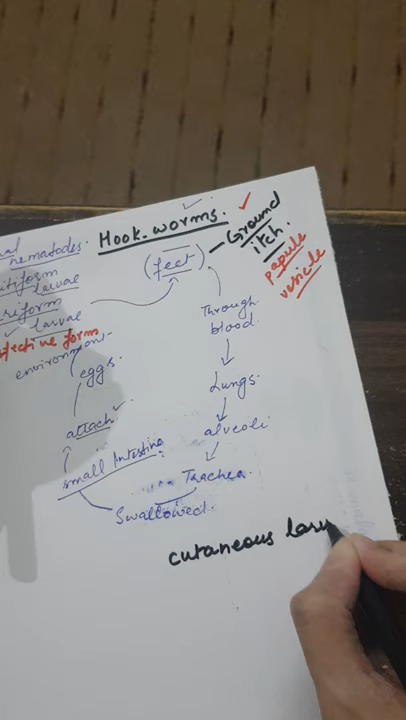 Hook-worms.
nematodes.
larvae
larvae
form
environment
eggs.
attach
small Intestine
Swallowed.
(feet)
Ground
itch.
papule
vesicle
Through
blood.
Lungs.
alveoli
Trachea.
cutaneous larv